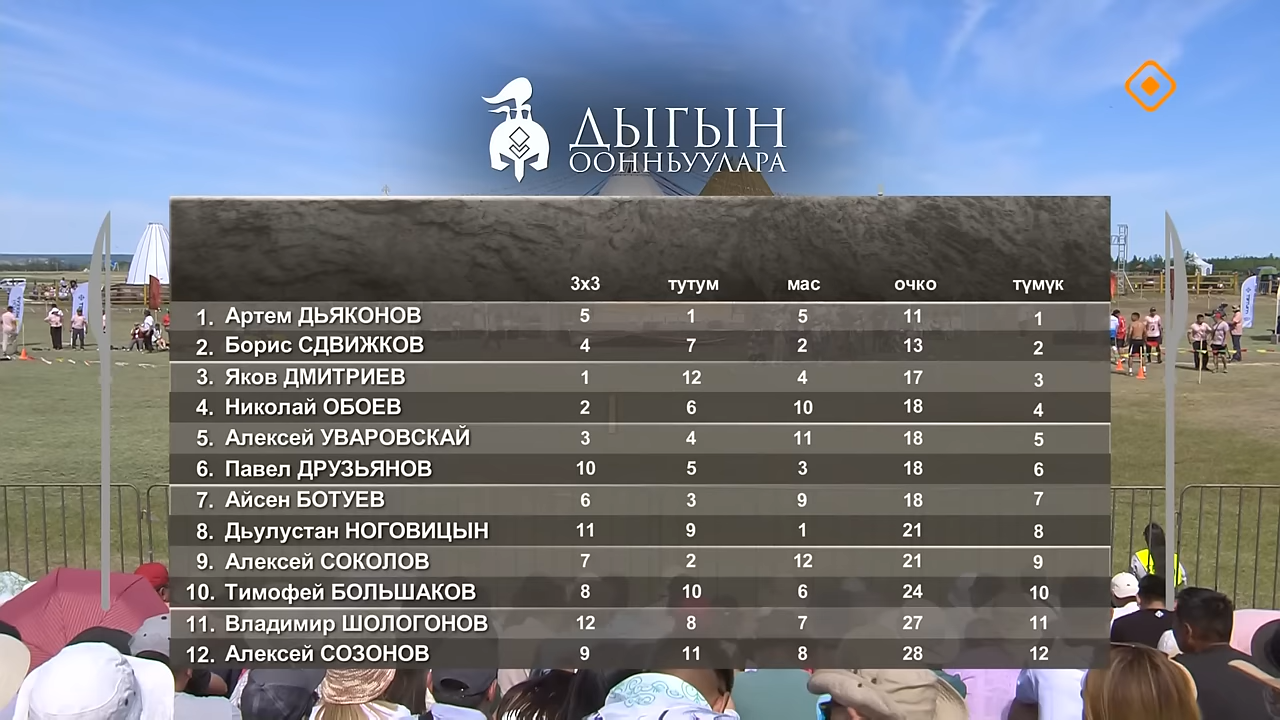 ДЫГЫН
ООННЬУУЛАРА
3х3 тутум мас очко түмүк
1. Артем ДЬЯКОНОВ 5 1 5 11 1
2. Борис СДВИЖКОВ 4 7 2 13 2
3. Яков ДМИТРИЕВ 1 12 4 17 3
4. Николай ОБОЕВ 2 6 10 18 4
5. Алексей УВАРОВСКАЙ 3 4 11 18 5
6. Павел ДРУЗЬЯНОВ 10 5 3 18 6
7. Айсен БОТУЕВ 6 3 9 18 7
8. Дьулустан НОГОВИЦЫН 11 9 1 21 8
9. Алексей СОКОЛОВ 7 2 12 21 9
10. Тимофей БОЛЬШАКОВ 8 10 6 24 10
11. Владимир ШОЛОГОНОВ 12 8 7 27 11
12. Алексей СОЗОНОВ 9 11 8 28 12